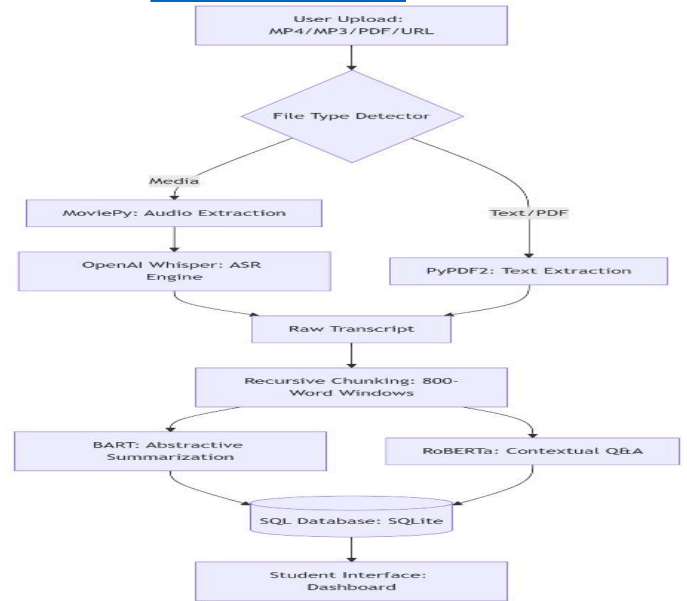 User Upload:
MP4/MP3/PDF/URL
File Type Detector
Media
Text/PDF
MoviePy: Audio Extraction
OpenAI Whisper: ASR
Engine
PyPDF2: Text Extraction
Raw Transcript
Recursive Chunking: 800-
Word Windows
BART: Abstractive
Summarization
RoBERTa: Contextual Q&A
SQL Database: SQLite
Student Interface:
Dashboard